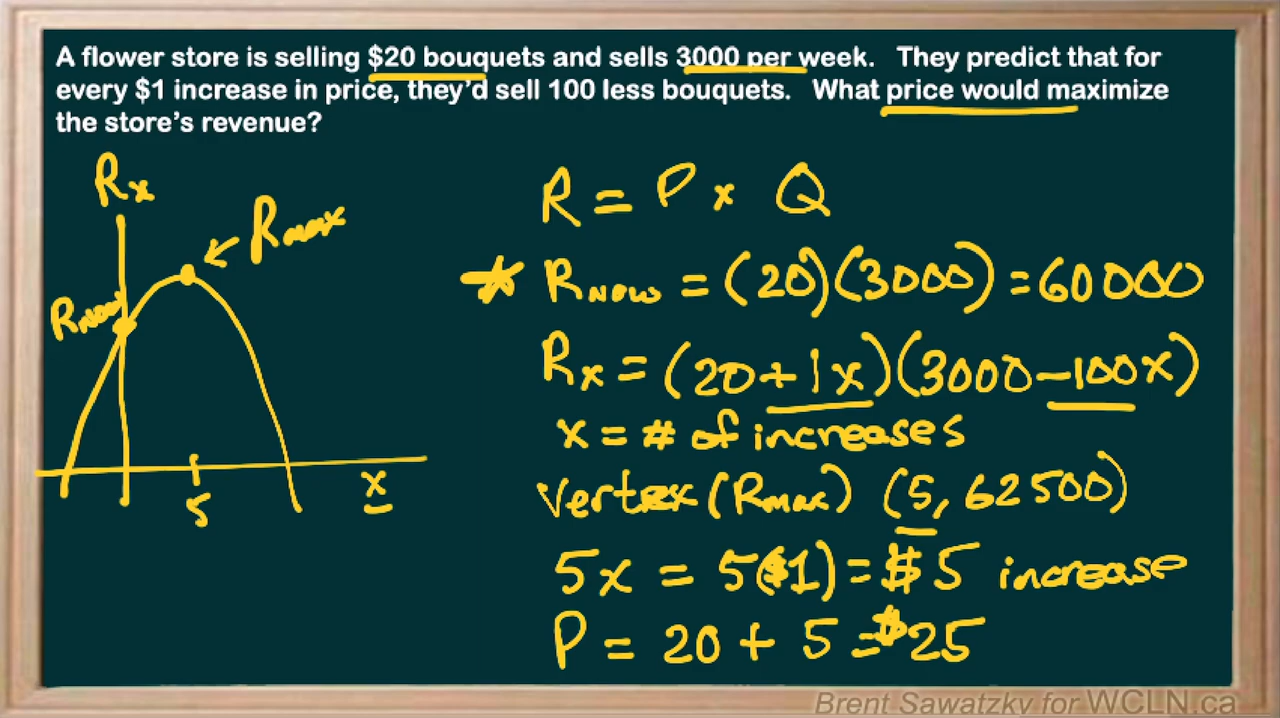 A flower store is selling $20 bouquets and sells 3000 per week. They predict that for
every $1 increase in price, they'd sell 100 less bouquets. What price would maximize
the store's revenue?
Rx
Rmax
RNow
5
x
R = P x Q
* RNow = (20)(3000) = 60000
Rx = (20 + 1x)(3000 - 100x)
x = # of increases
Vertex (Rmax) (5, 62500)
5x = 5($1) = $5 increase
P = 20 + 5 = $25
Brent Sawatzky for WCLN.ca